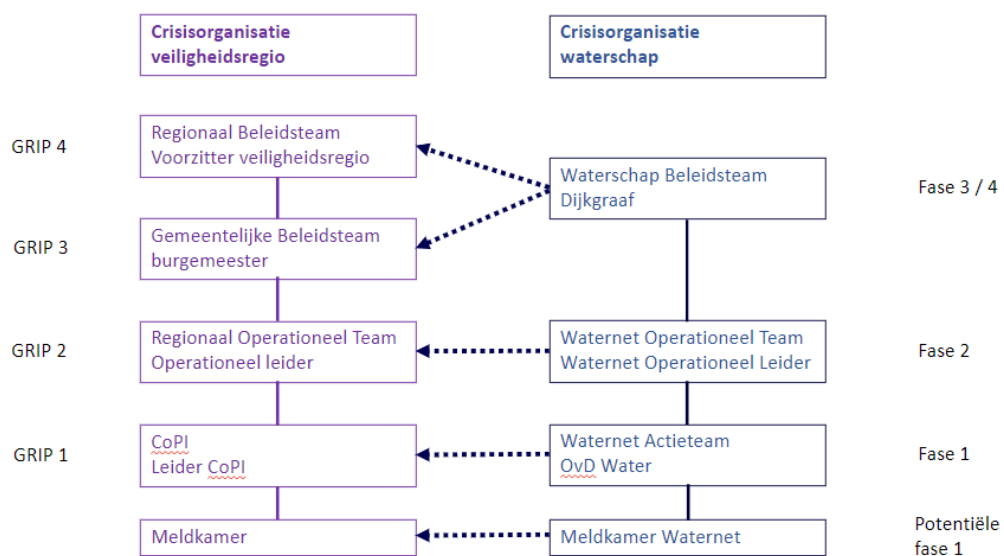 Crisisorganisatie
veiligheidsregio
Crisisorganisatie
waterschap
GRIP 4
Regionaal Beleidsteam
Voorzitter veiligheidsregio
Waterschap Beleidsteam
Dijkgraaf
Fase 3 / 4
GRIP 3
Gemeentelijke Beleidsteam
burgemeester
GRIP 2
Regionaal Operationeel Team
Operationeel leider
Waternet Operationeel Team
Waternet Operationeel Leider
Fase 2
GRIP 1
CoPI
Leider CoPI
Waternet Actieteam
OvD Water
Fase 1
Meldkamer
Meldkamer Waternet
Potentiële
fase 1